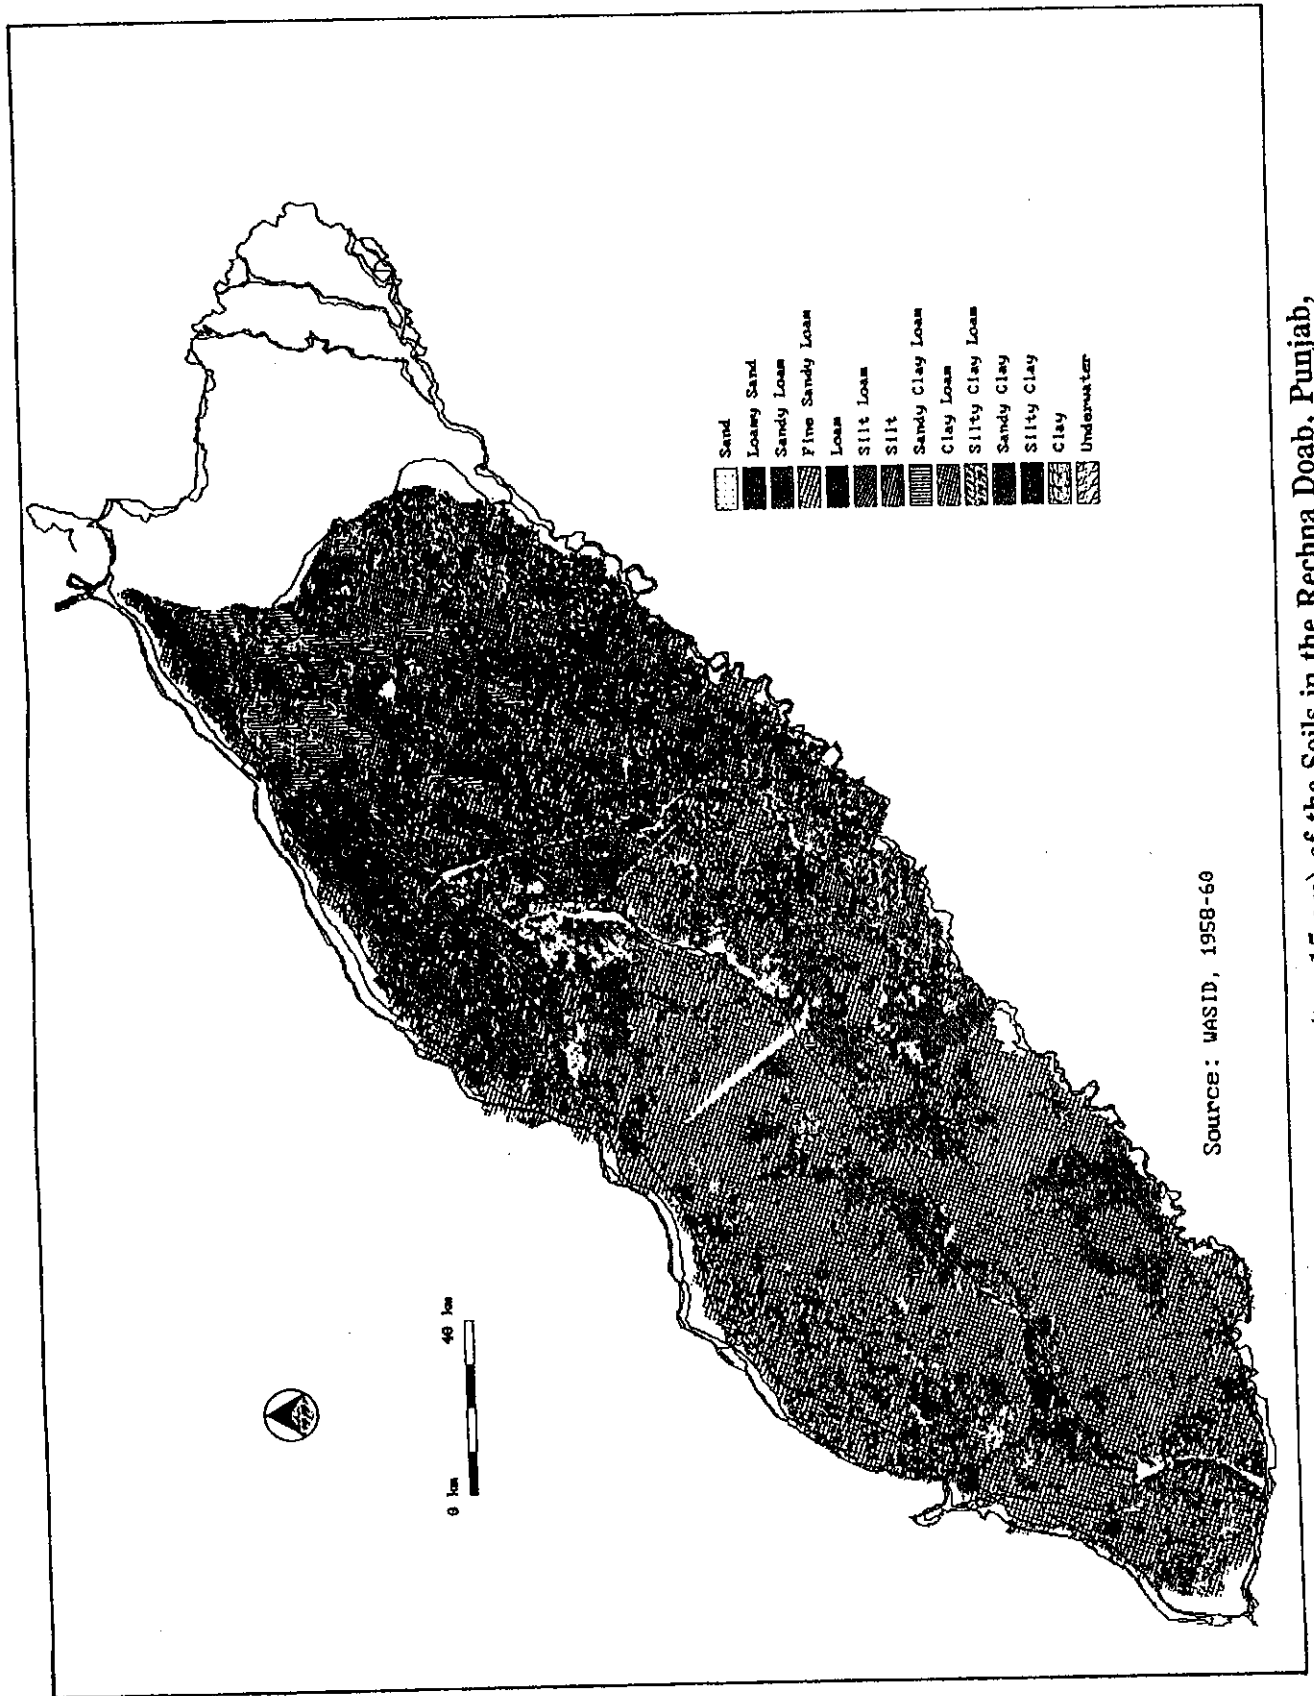 0 km 40 km
Sand
Loamy Sand
Sandy Loam
Fine Sandy Loam
Loam
Silt Loam
Silt
Sandy Clay Loam
Clay Loam
Silty Clay Loam
Sandy Clay
Silty Clay
Clay
Underwater
Source: WASID, 1958-60
of the Soils in the Rechna Doab, Punjab,